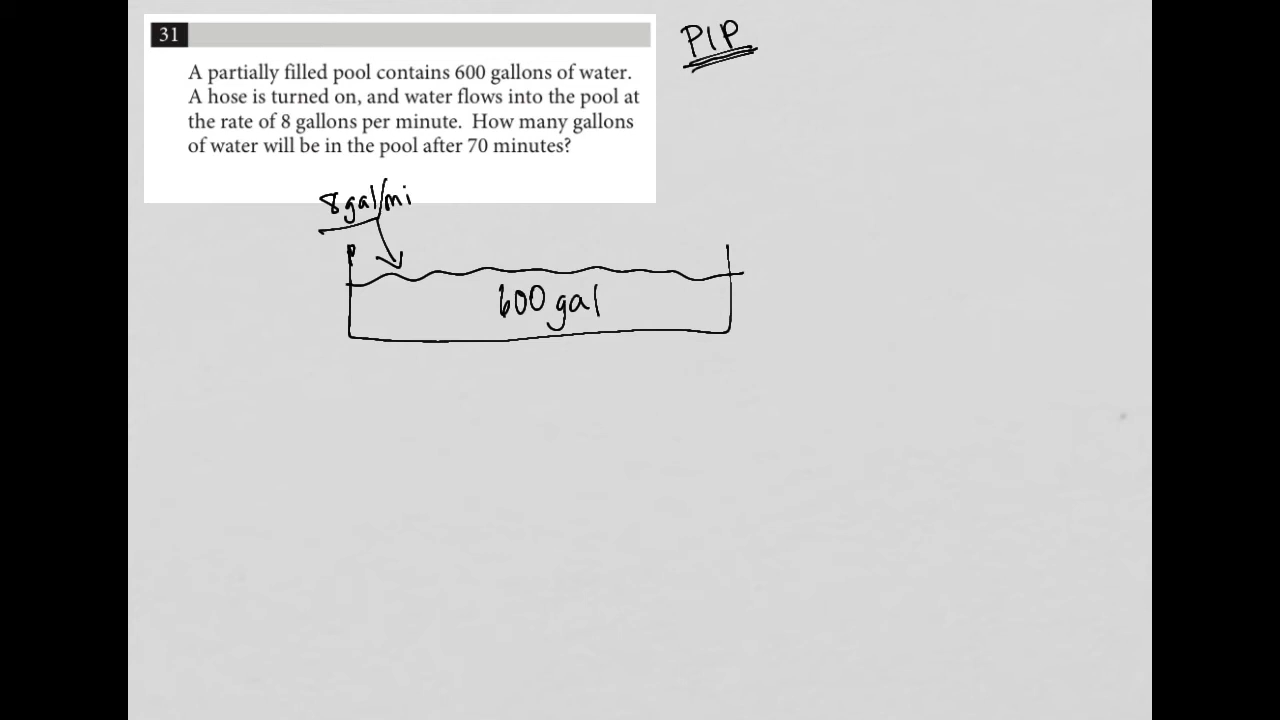 31
PIP
A partially filled pool contains 600 gallons of water.
A hose is turned on, and water flows into the pool at
the rate of 8 gallons per minute. How many gallons
of water will be in the pool after 70 minutes?
8 gal/mi
600 gal